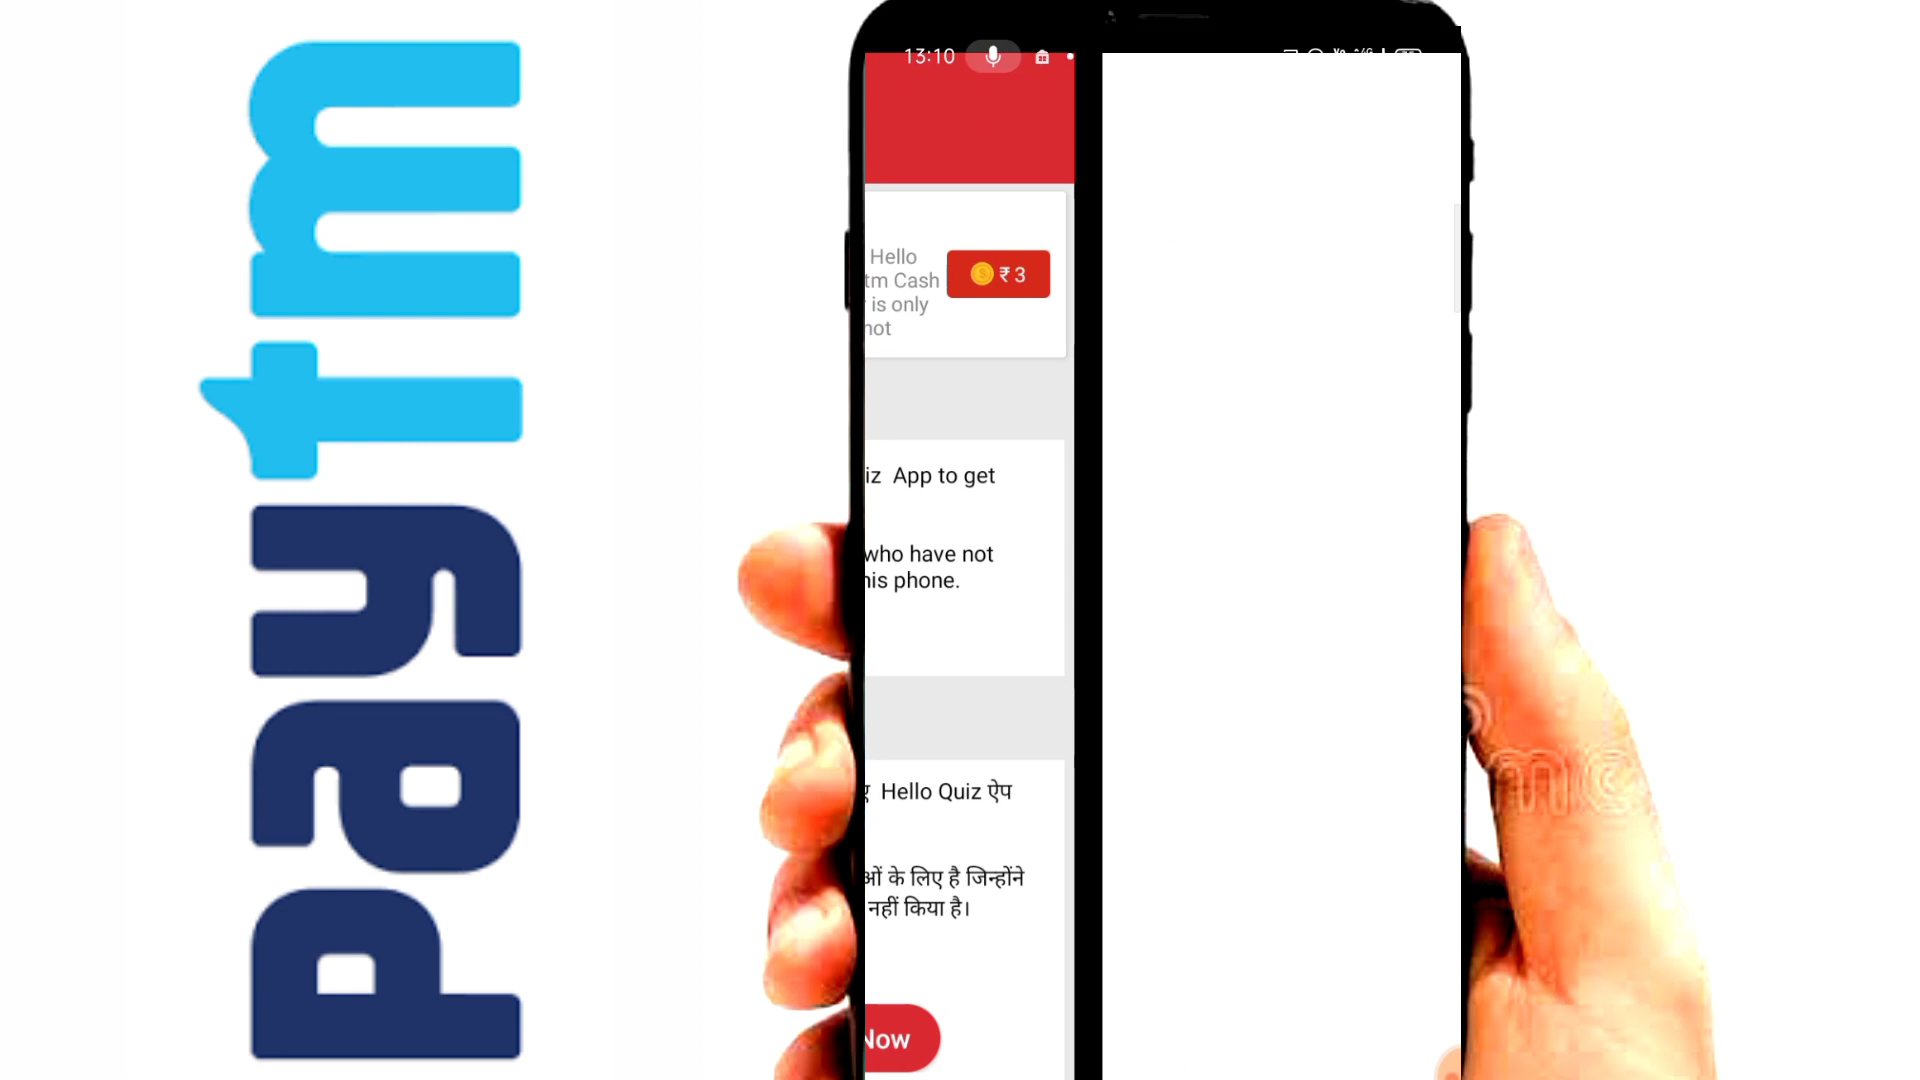 paytm
13:10
Hello
tm Cash
is only
not
₹ 3
iz App to get
who have not
his phone.
Hello Quiz ऐप
ओं के लिए है जिन्होंने
नहीं किया है।
Now